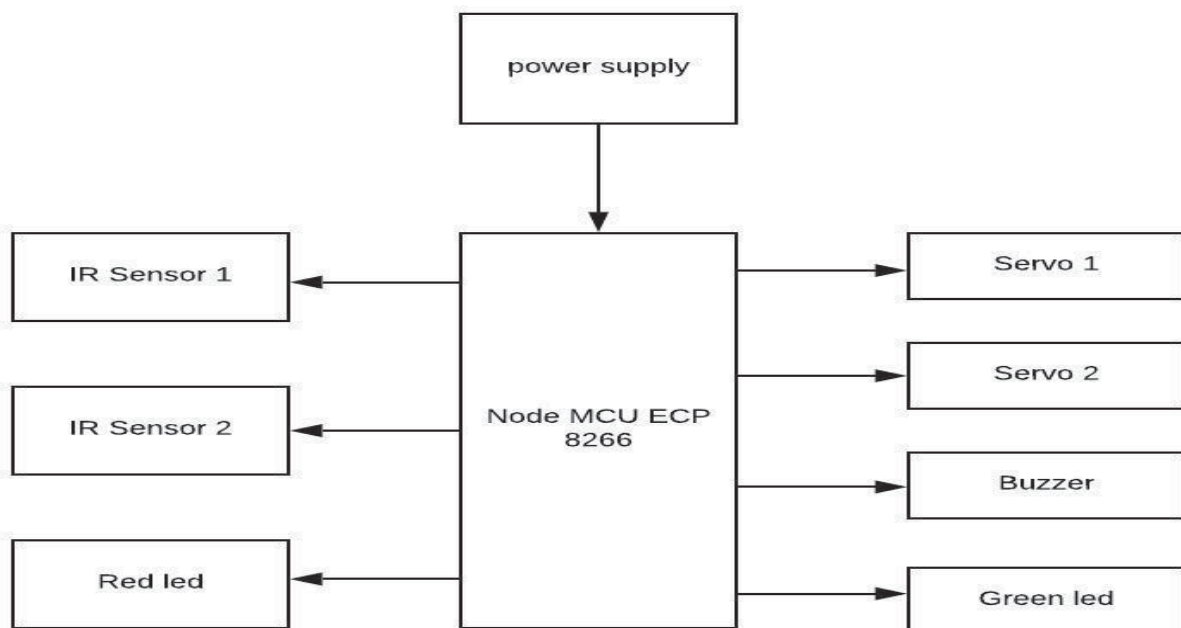 power supply
IR Sensor 1
Servo 1
Servo 2
IR Sensor 2
Node MCU ECP
8266
Buzzer
Red led
Green led